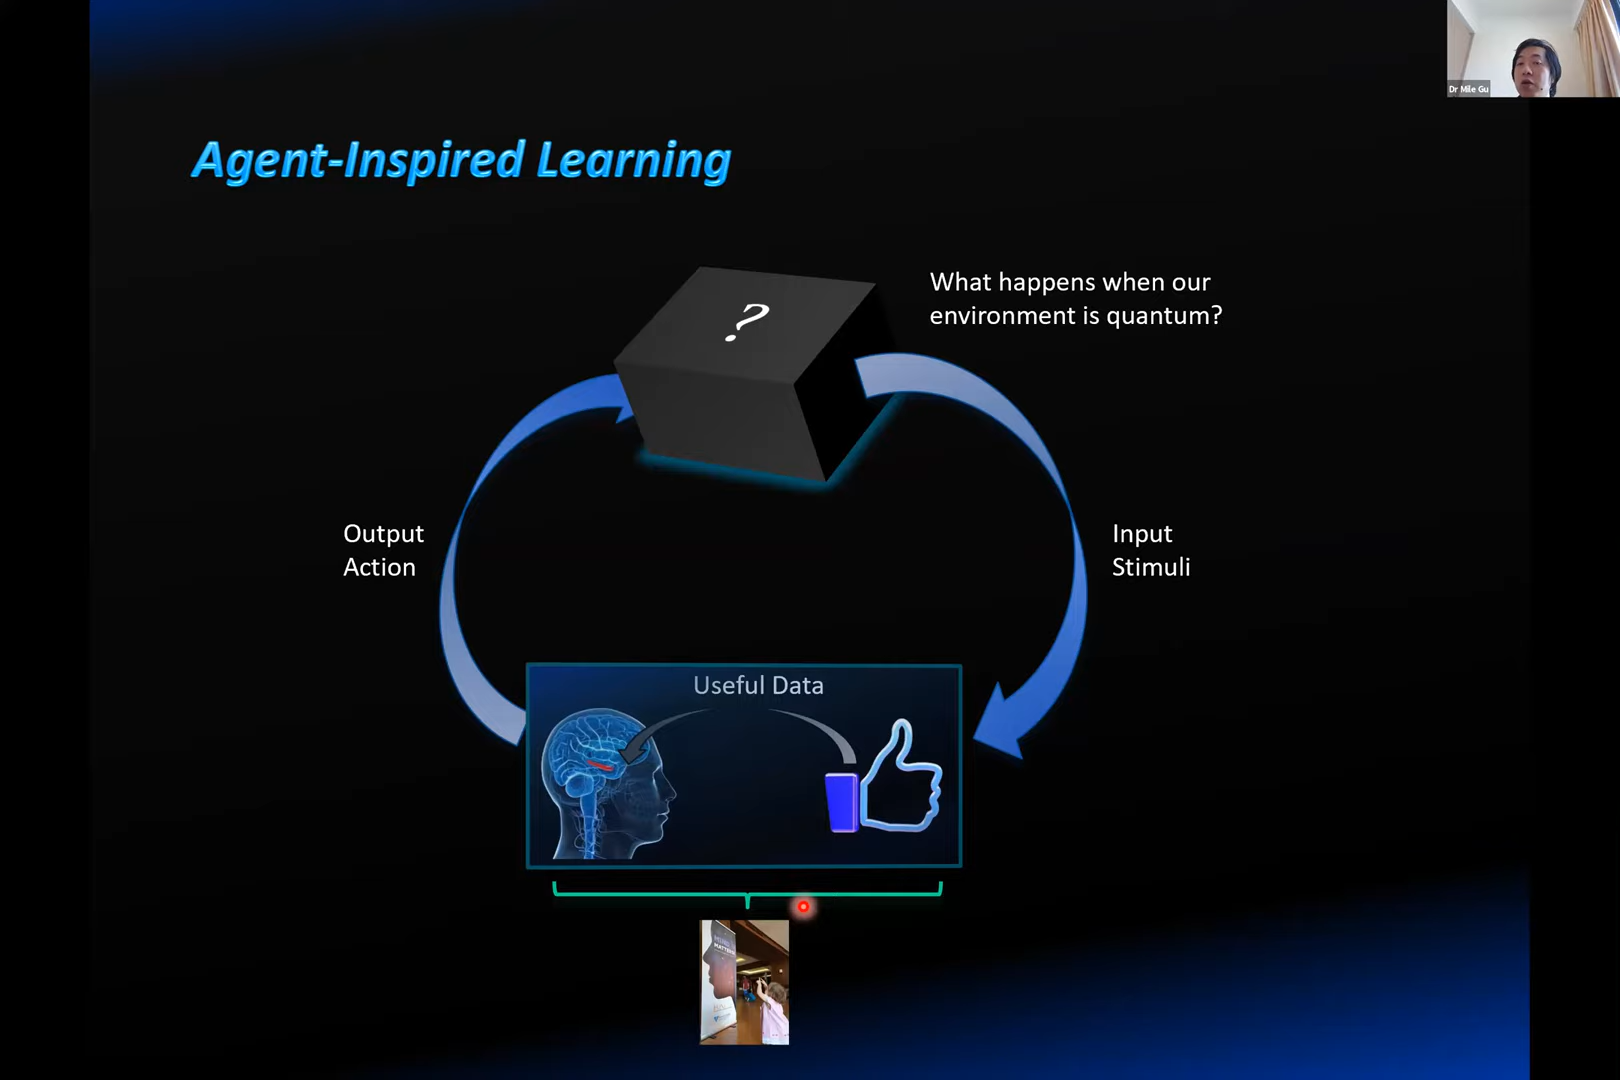 Dr Mile Gu
Agent-Inspired Learning
?
What happens when our
environment is quantum?
Output
Action
Input
Stimuli
Useful Data
MATTER